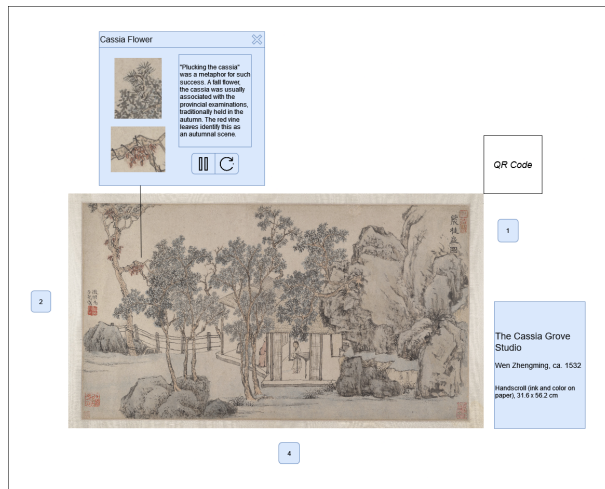 Cassia Flower
"Plucking the cassia"
was a metaphor for such
success. A fall flower,
the cassia was usually
associated with the
provincial examinations,
traditionally held in the
autumn. The red vine
leaves identify this as
an autumnal scene.
QR Code
1
2
The Cassia Grove
Studio
Wen Zhengming, ca. 1532
Handscroll (ink and color on
paper), 31.6 x 56.2 cm
4